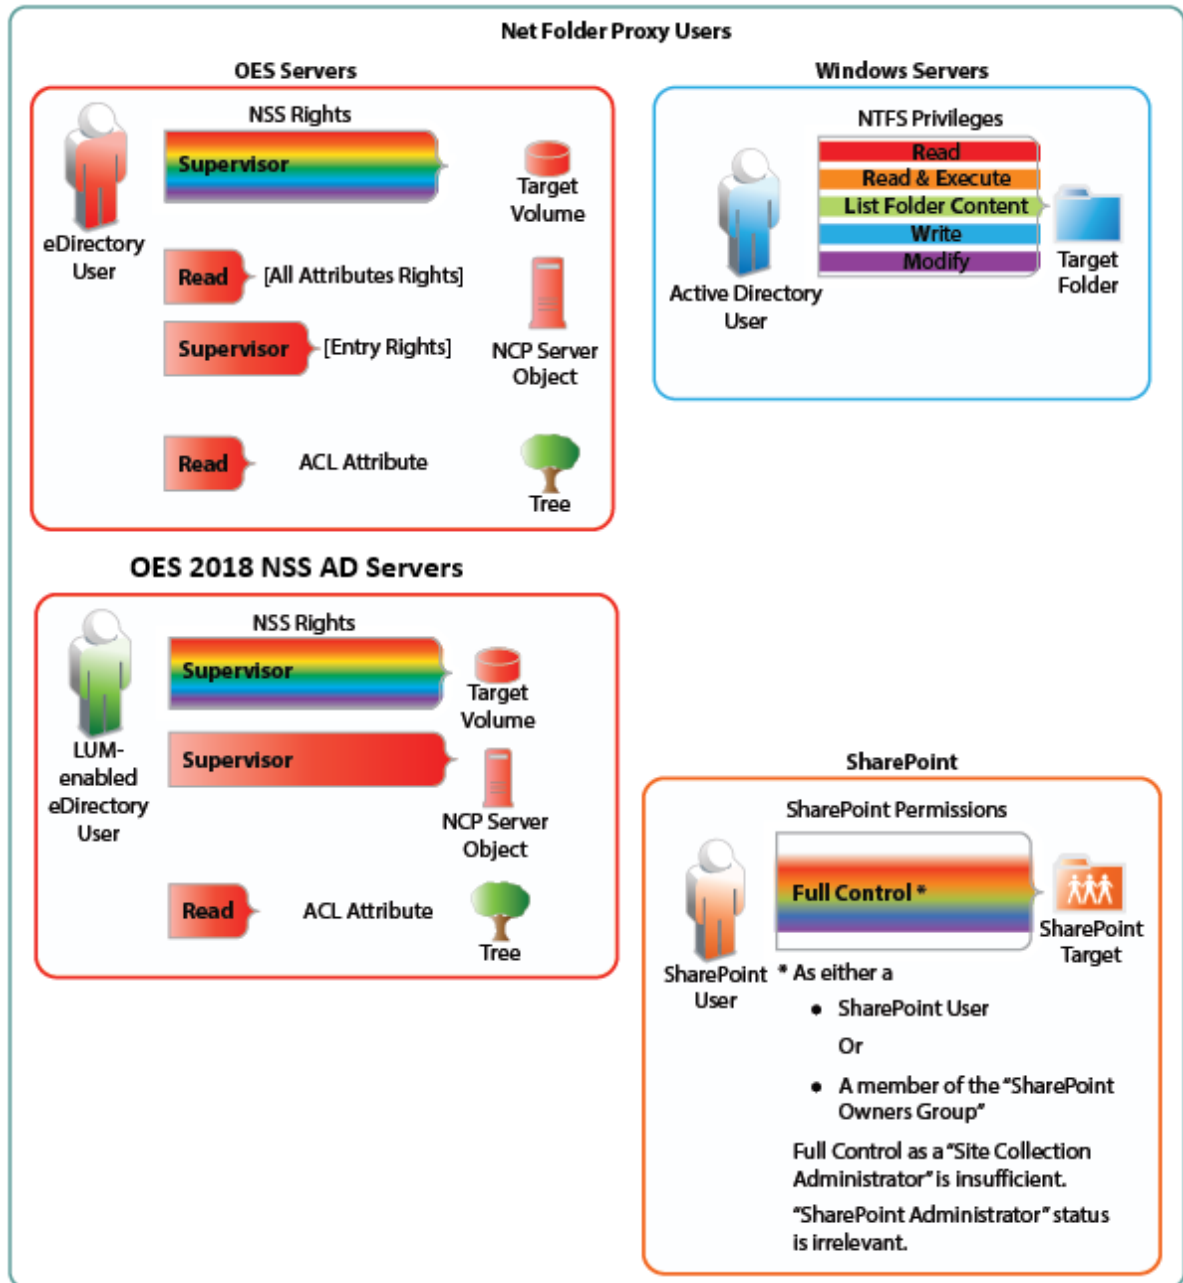 Net Folder Proxy Users
OES Servers
NSS Rights
Supervisor
Target
Volume
eDirectory
User
Read
[All Attributes Rights]
Supervisor
[Entry Rights]
NCP Server
Object
Read
ACL Attribute
Tree
Windows Servers
NTFS Privileges
Read
Read & Execute
List Folder Content
Write
Modify
Active Directory
User
Target
Folder
OES 2018 NSS AD Servers
NSS Rights
Supervisor
Target
Volume
Supervisor
LUM-
enabled
eDirectory
User
NCP Server
Object
Read
ACL Attribute
Tree
SharePoint
SharePoint Permissions
Full Control *
SharePoint
User
SharePoint
Target
* As either a
● SharePoint User
Or
● A member of the “SharePoint
Owners Group”
Full Control as a “Site Collection
Administrator” is insufficient.
“SharePoint Administrator” status
is irrelevant.